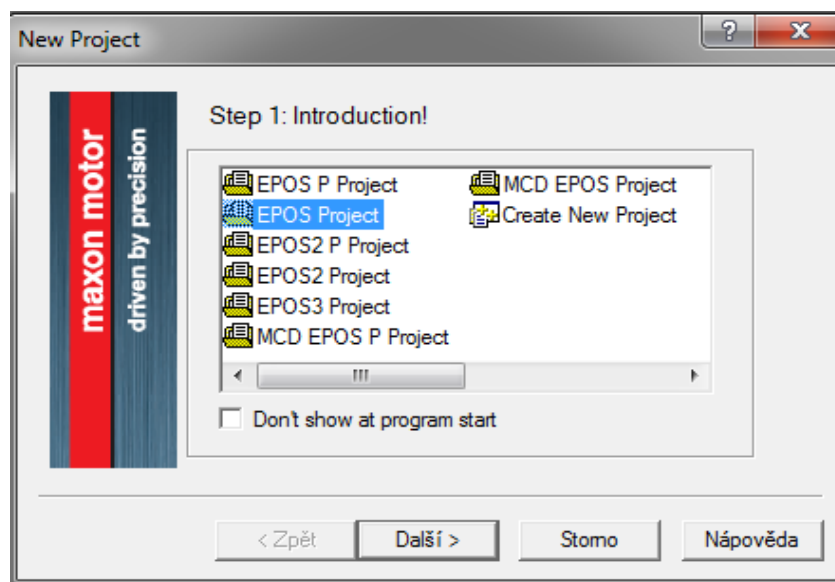 New Project
maxon motor
driven by precision
Step 1: Introduction!
EPOS P Project
EPOS Project
EPOS2 P Project
EPOS2 Project
EPOS3 Project
MCD EPOS P Project
MCD EPOS Project
Create New Project
Don't show at program start
< Zpět
Další >
Storno
Nápověda